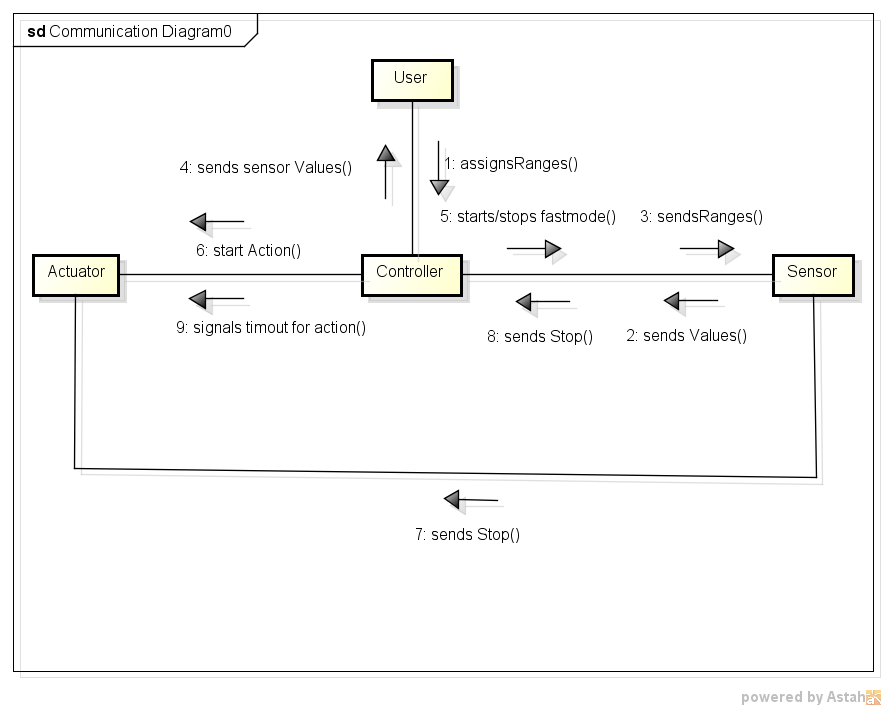 sd Communication Diagram0
User
4: sends sensor Values()
1: assignsRanges()
5: starts/stops fastmode()
3: sendsRanges()
6: start Action()
Actuator
Controller
Sensor
9: signals timout for action()
8: sends Stop()
2: sends Values()
7: sends Stop()
powered by Astah